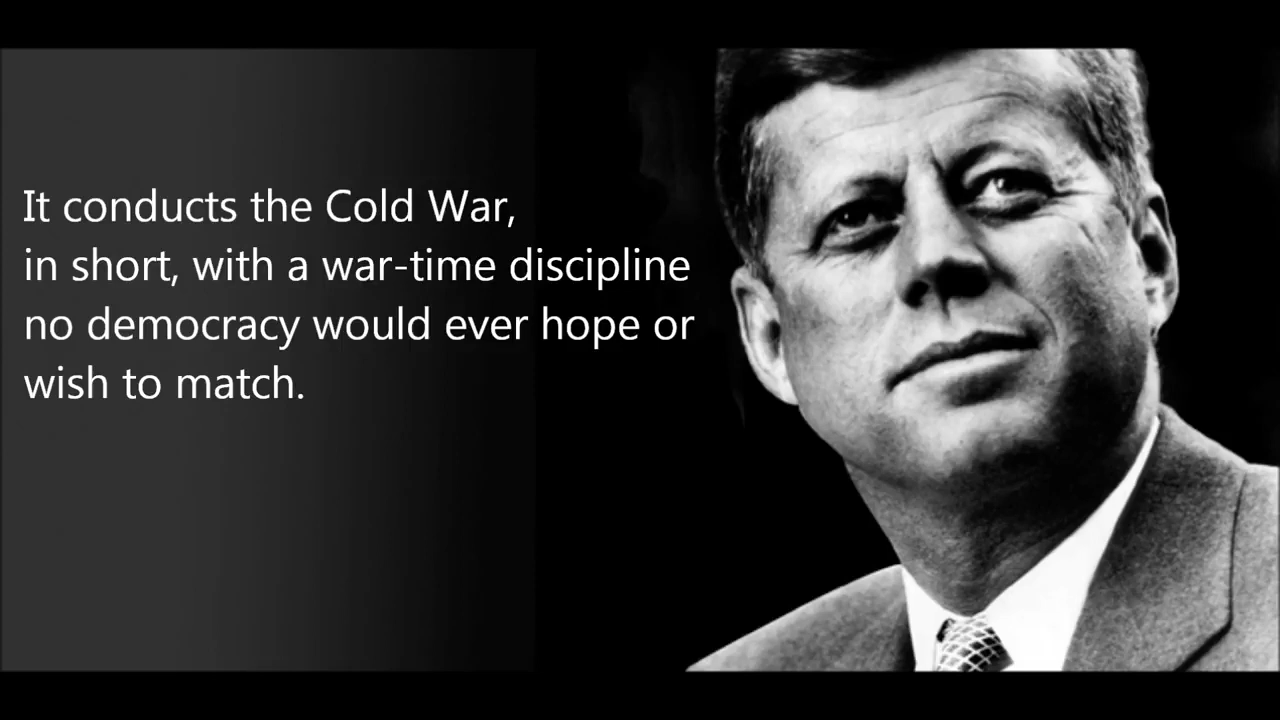 It conducts the Cold War,
in short, with a war-time discipline
no democracy would ever hope or
wish to match.